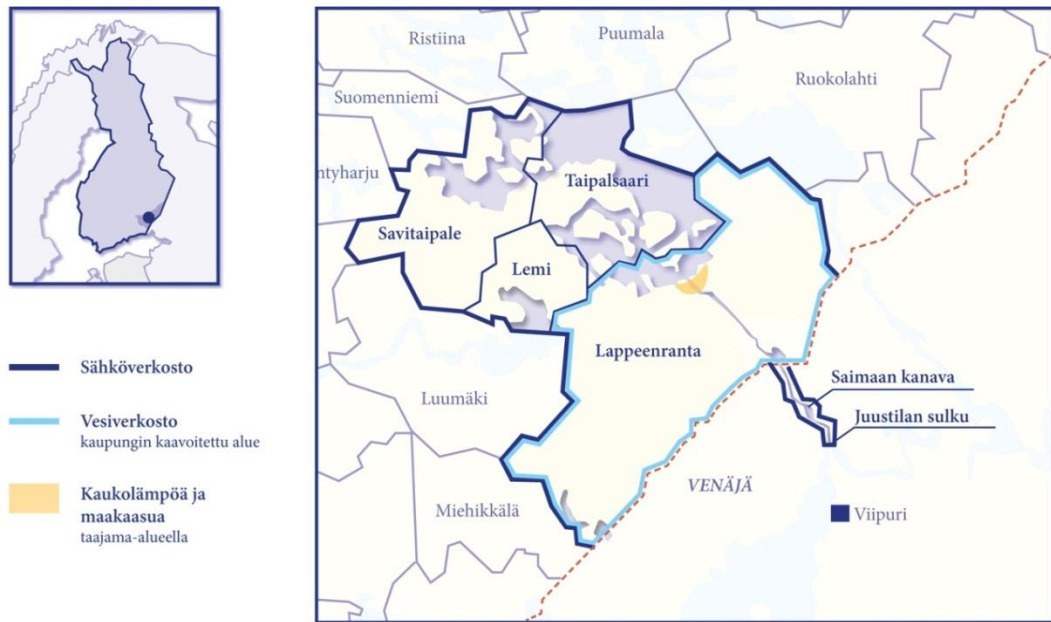 Sähköverkosto
Vesiverkosto
kaupungin kaavoitettu alue
Kaukolämpöä ja
maakaasua
taajama-alueella
Ristiina
Puumala
Ruokolahti
Suomenniemi
ntyharju
Taipalsaari
Savitaipale
Lemi
Lappeenranta
Luumäki
Saimaan kanava
Juustilan sulku
Miehikkälä
VENÄJÄ
Viipuri